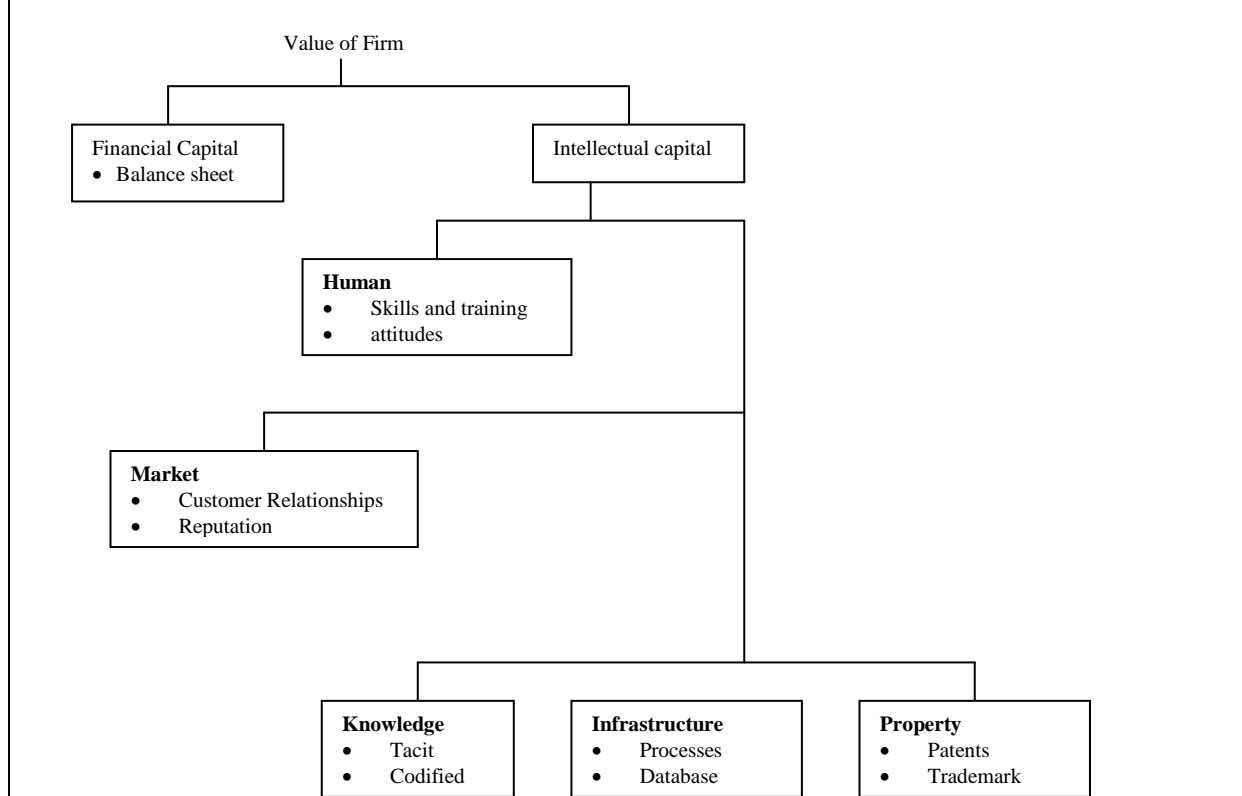 Value of Firm
Financial Capital
• Balance sheet
Intellectual capital
Human
• Skills and training
• attitudes
Market
• Customer Relationships
• Reputation
Knowledge
• Tacit
• Codified
Infrastructure
• Processes
• Database
Property
• Patents
• Trademark